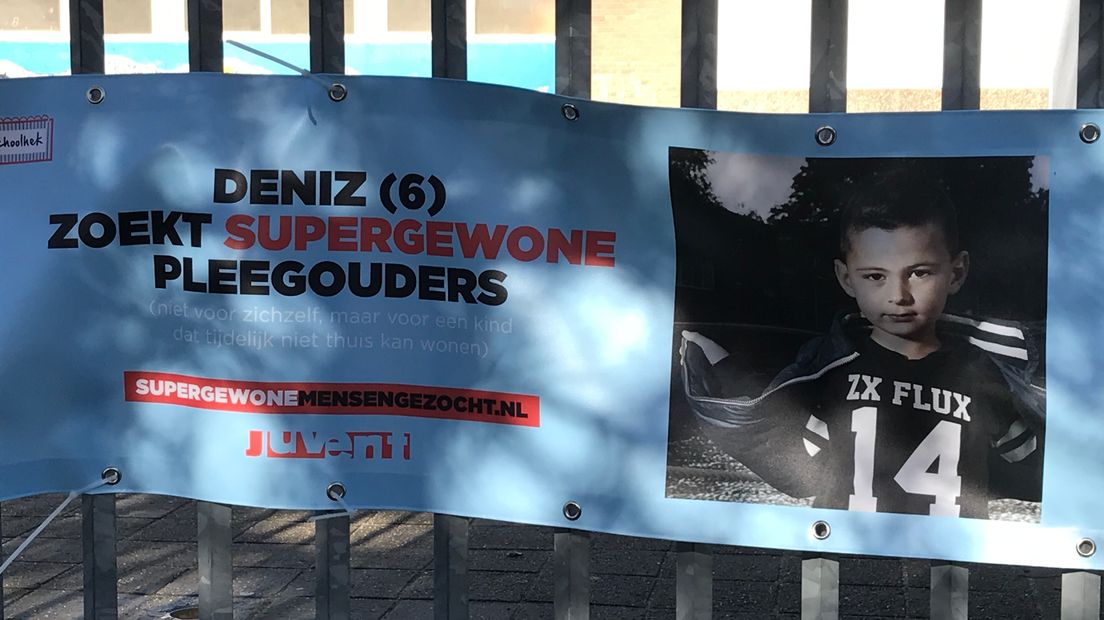 DENIZ (6)
ZOEKT SUPERGEWONE
PLEEGOUDERS
(niet voor zichzelf, maar voor een kind
dat tijdelijk niet thuis kan wonen)
SUPERGEWONEMENSENGEZOCHT.NL
Juvent
ZX FLUX
14